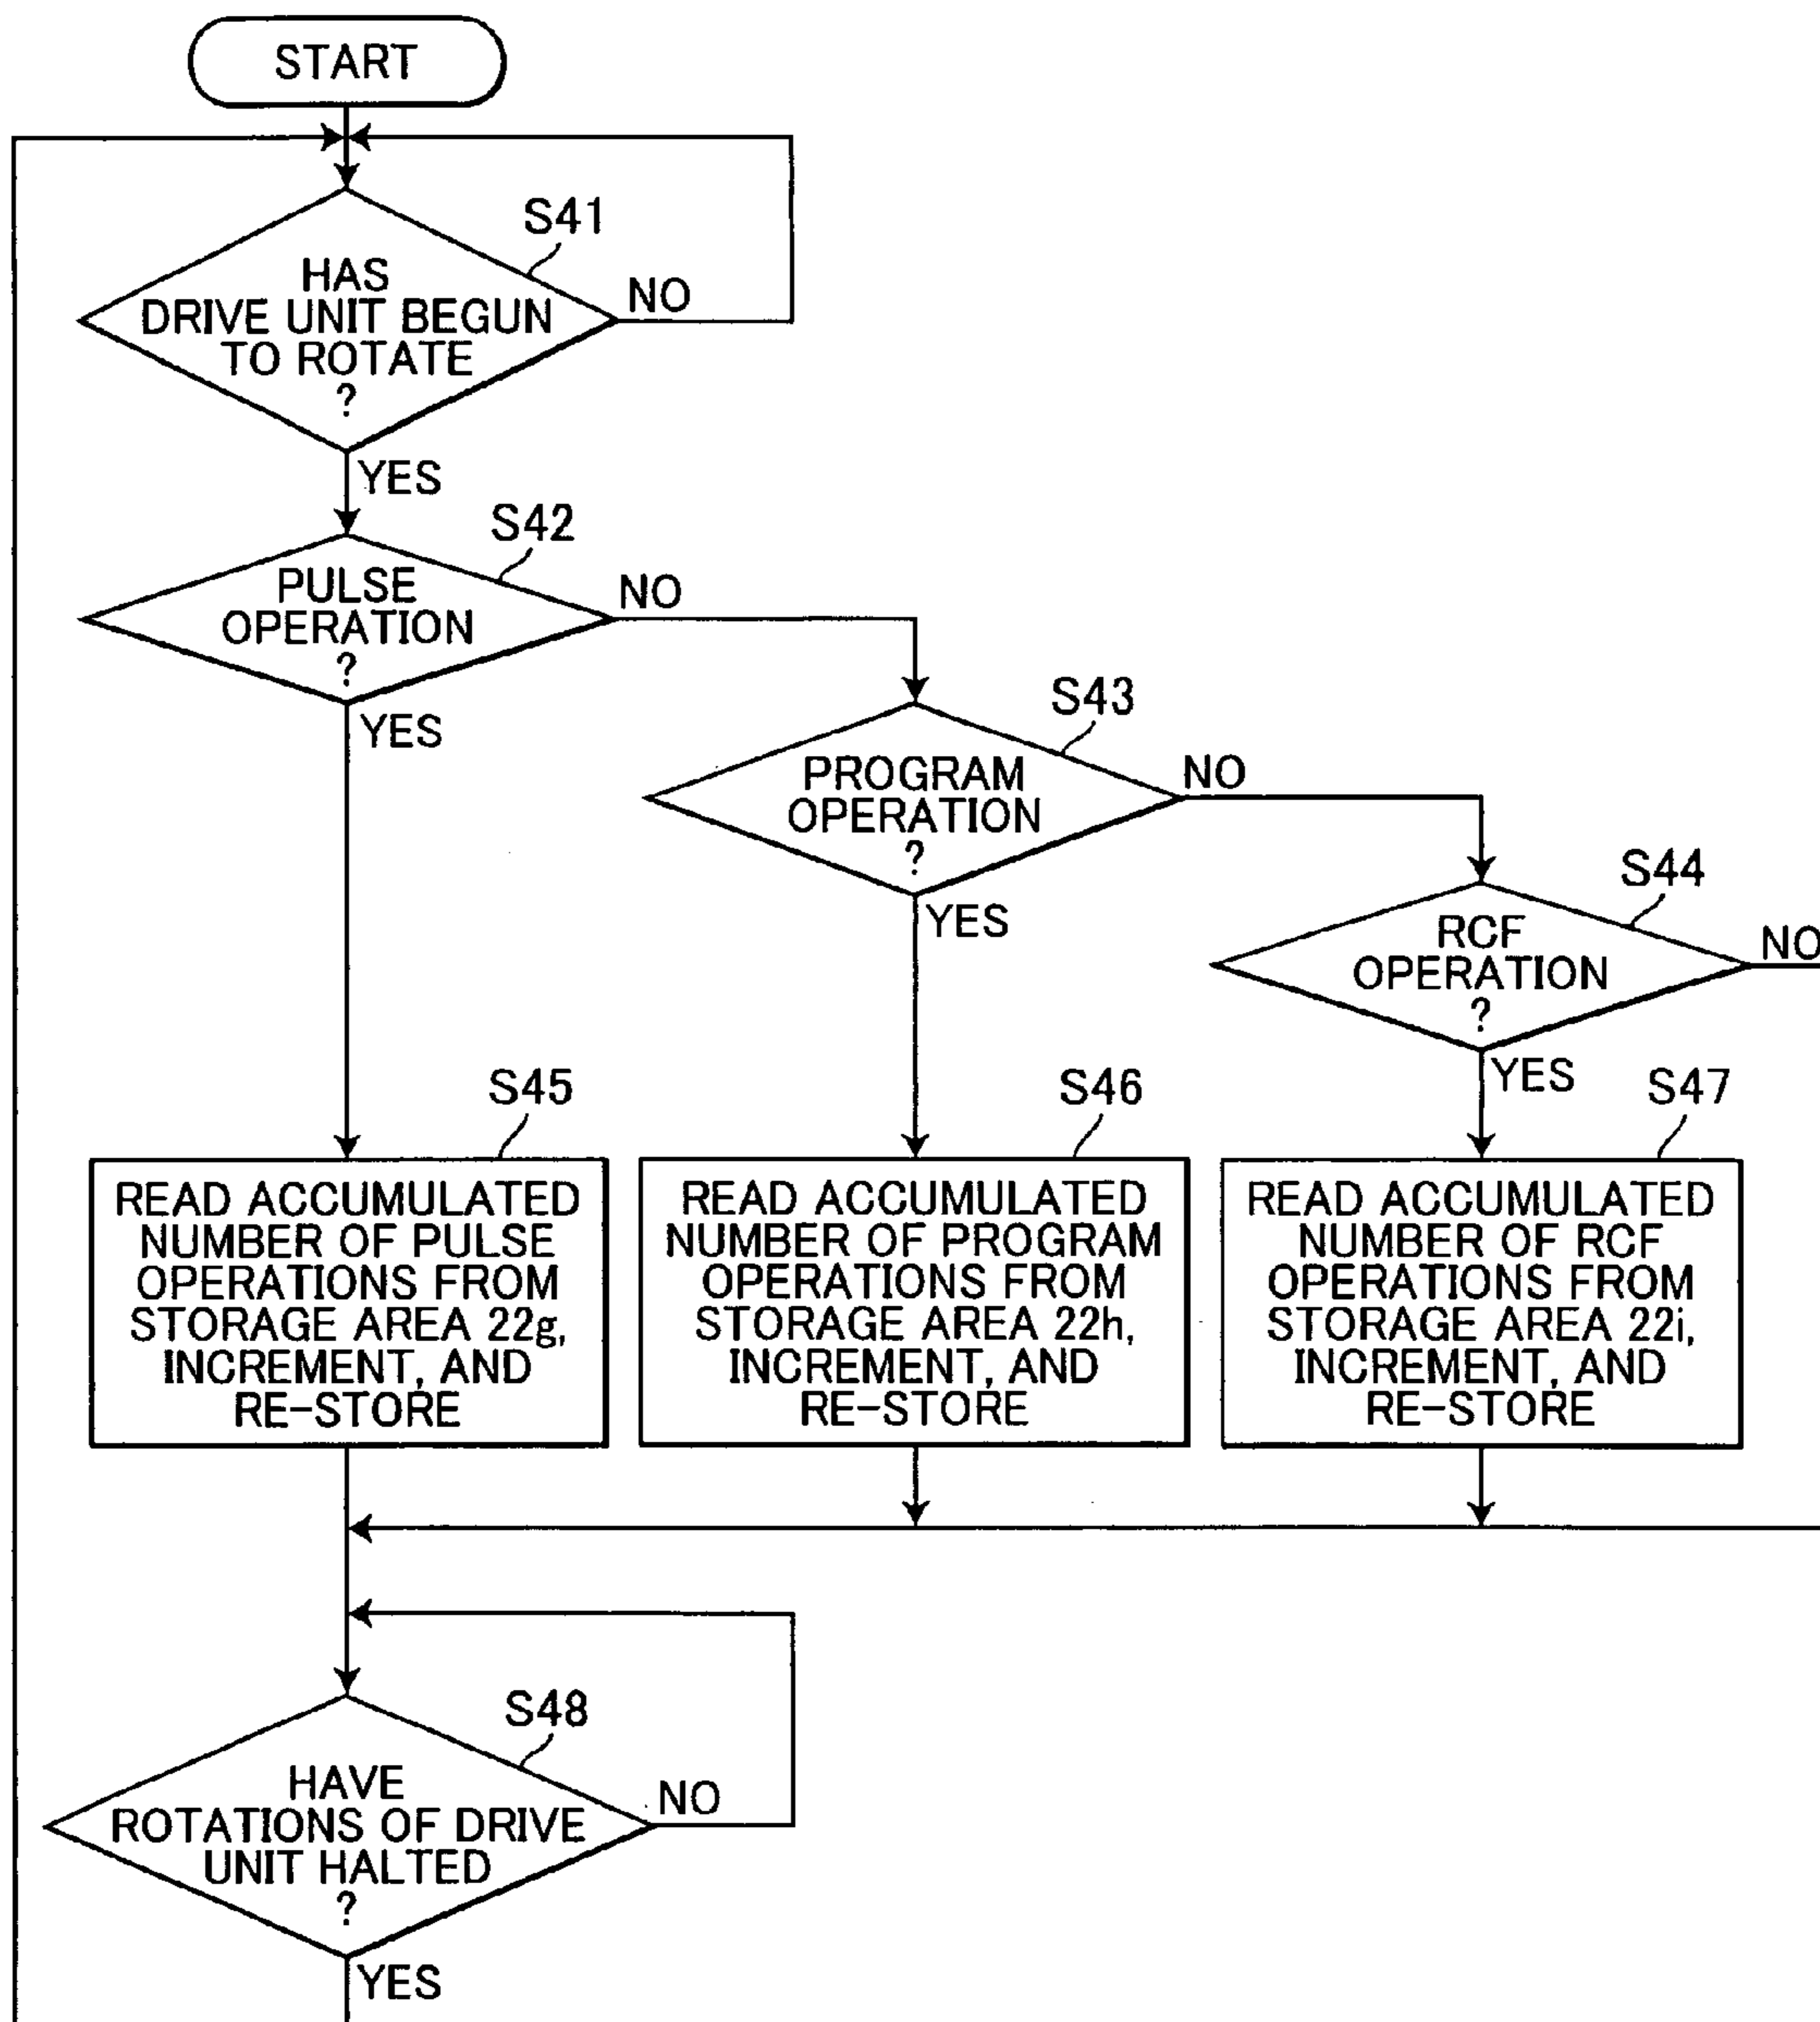 START
S41
HAS
DRIVE UNIT BEGUN
TO ROTATE
?
NO
YES
S42
PULSE
OPERATION
?
NO
YES
S43
PROGRAM
OPERATION
?
NO
YES
S44
RCF
OPERATION
?
NO
YES
S45
READ ACCUMULATED
NUMBER OF PULSE
OPERATIONS FROM
STORAGE AREA 22g,
INCREMENT, AND
RE-STORE
S46
READ ACCUMULATED
NUMBER OF PROGRAM
OPERATIONS FROM
STORAGE AREA 22h,
INCREMENT, AND
RE-STORE
S47
READ ACCUMULATED
NUMBER OF RCF
OPERATIONS FROM
STORAGE AREA 22i,
INCREMENT, AND
RE-STORE
S48
HAVE
ROTATIONS OF DRIVE
UNIT HALTED
?
NO
YES